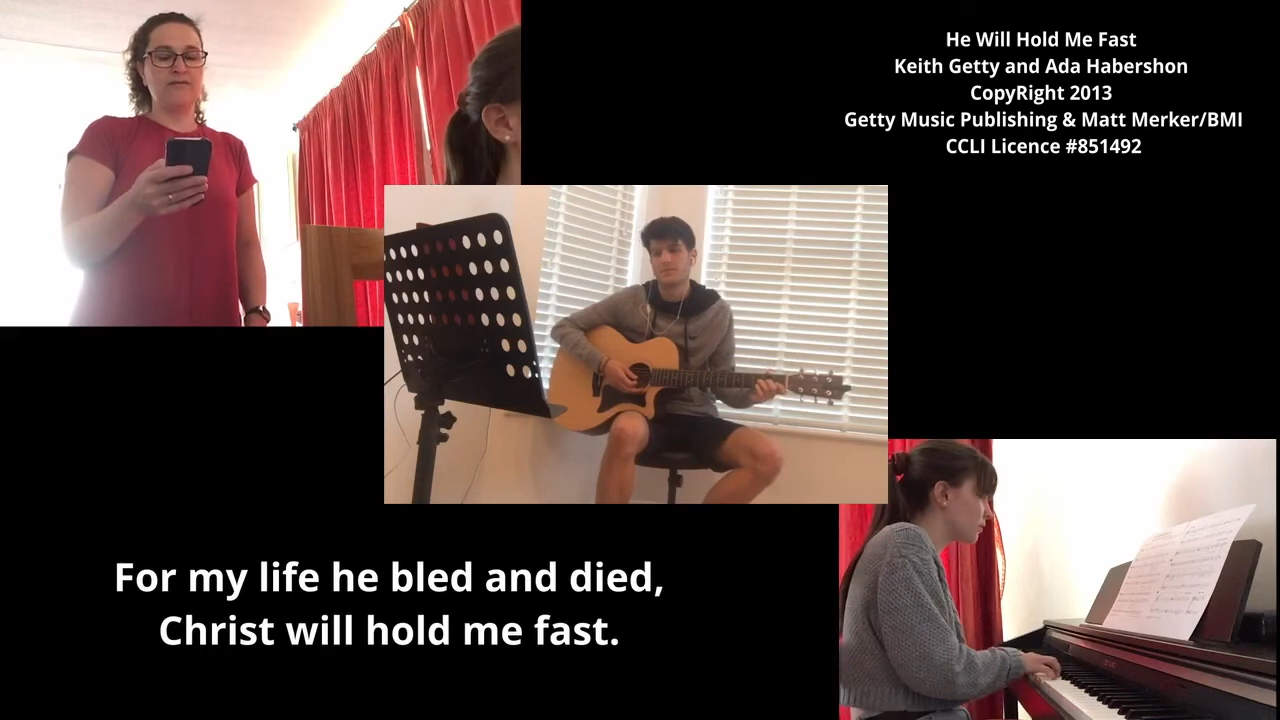 He Will Hold Me Fast
Keith Getty and Ada Habershon
CopyRight 2013
Getty Music Publishing & Matt Merker/BMI
CCLI Licence #851492
For my life he bled and died,
Christ will hold me fast.